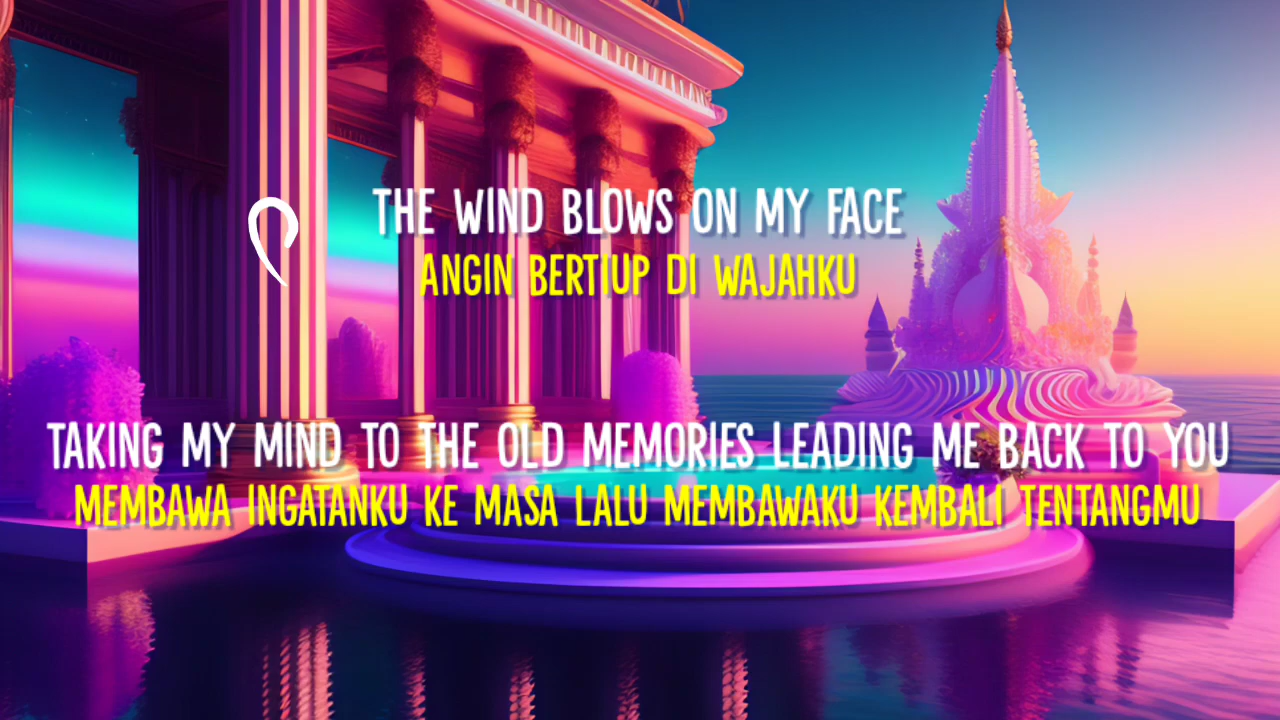 THE WIND BLOWS ON MY FACE
ANGIN BERTIUP DI WAJAHKU
TAKING MY MIND TO THE OLD MEMORIES LEADING ME BACK TO YOU
MEMBAWA INGATANKU KE MASA LALU MEMBAWAKU KEMBALI TENTANGMU